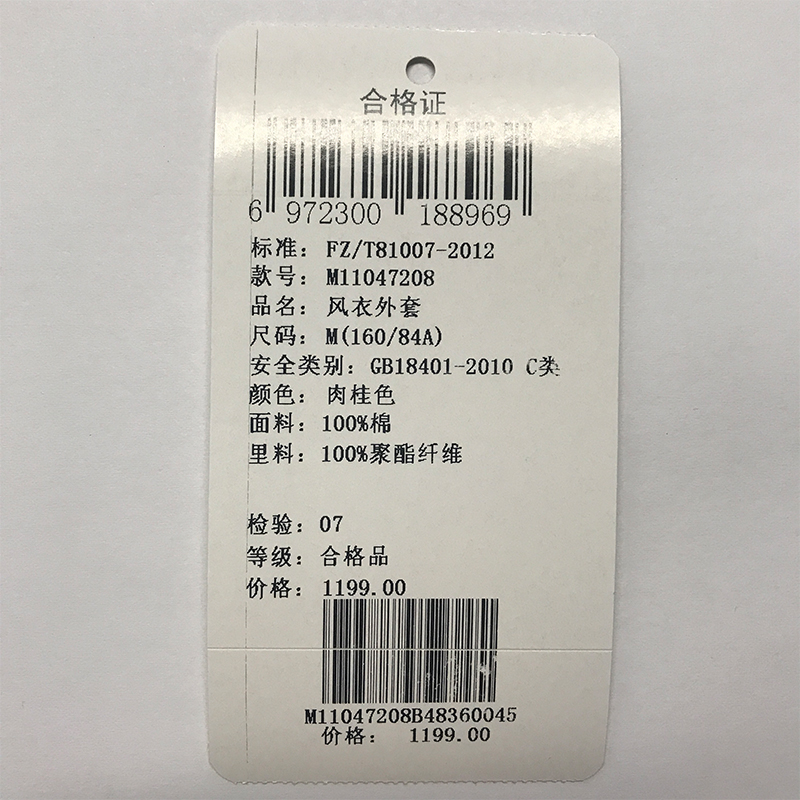 合格证
6 972300 188969
标准: FZ/T81007-2012
款号: M11047208
品名: 风衣外套
尺码: M(160/84A)
安全类别: GB18401-2010 C类
颜色: 肉桂色
面料: 100%棉
里料: 100%聚酯纤维
检验: 07
等级: 合格品
价格: 1199.00
M11047208B48360045
价格: 1199.00